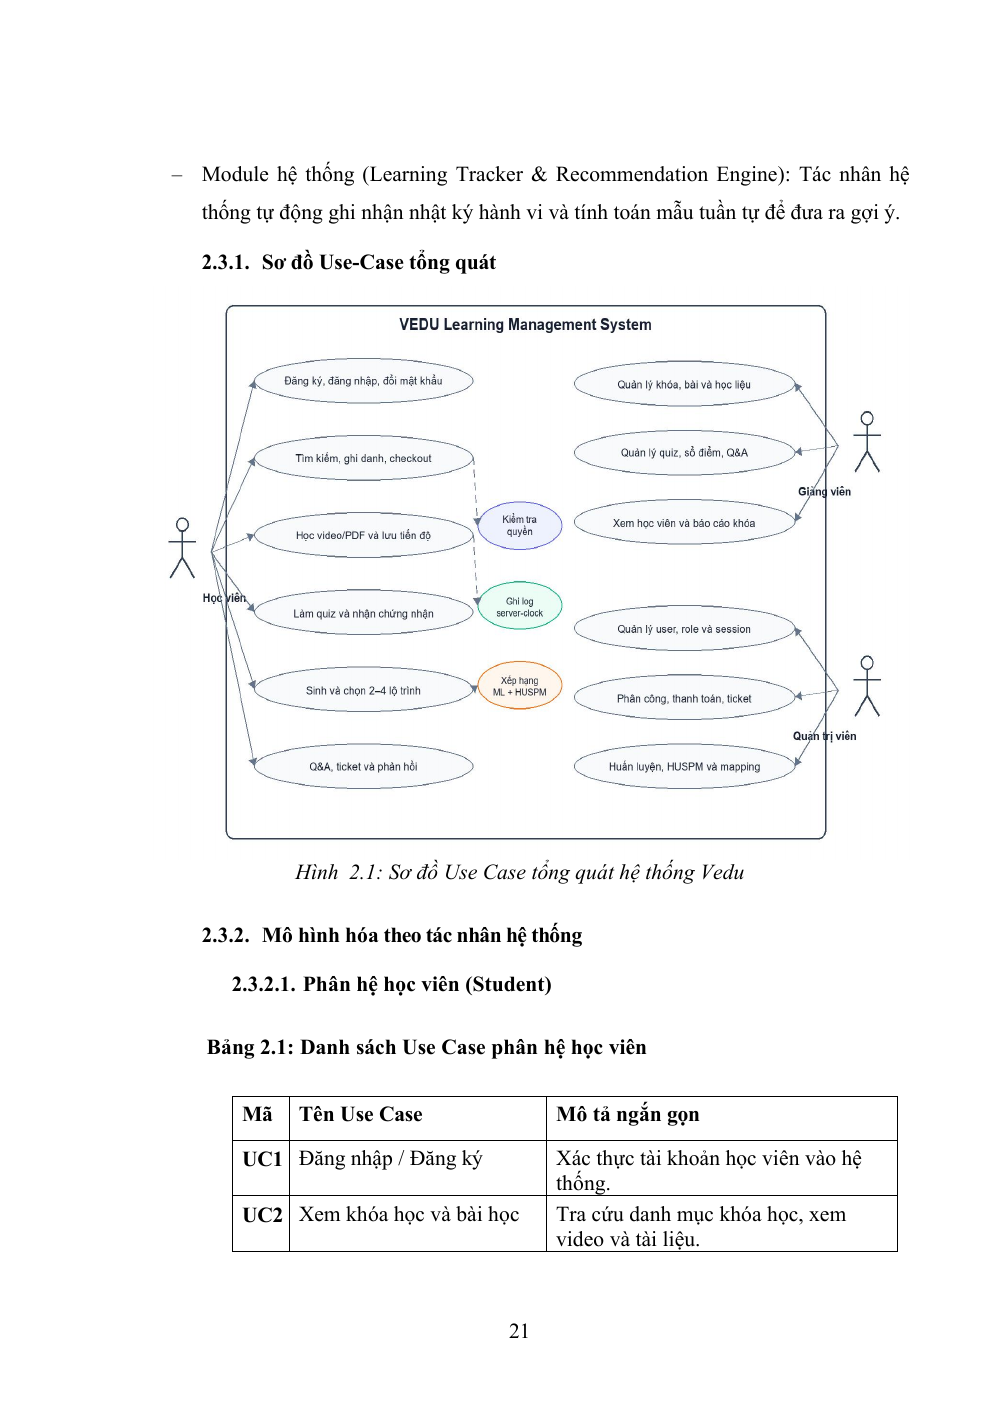 – Module hệ thống (Learning Tracker & Recommendation Engine): Tác nhân hệ
thống tự động ghi nhận nhật ký hành vi và tính toán mẫu tuần tự để đưa ra gợi ý.
2.3.1. Sơ đồ Use-Case tổng quát
VEDU Learning Management System
Đăng ký, đăng nhập, đổi mật khẩu
Tìm kiếm, ghi danh, checkout
Học video/PDF và lưu tiến độ
Làm quiz và nhận chứng nhận
Sinh và chọn 2–4 lộ trình
Q&A, ticket và phản hồi
Học viên
Kiểm tra
quyền
Ghi log
server-clock
Xếp hạng
ML + HUSPM
Quản lý khóa, bài và học liệu
Quản lý quiz, sổ điểm, Q&A
Xem học viên và báo cáo khóa
Giảng viên
Quản lý user, role và session
Phân công, thanh toán, ticket
Huấn luyện, HUSPM và mapping
Quản trị viên
Hình 2.1: Sơ đồ Use Case tổng quát hệ thống Vedu
2.3.2. Mô hình hóa theo tác nhân hệ thống
2.3.2.1. Phân hệ học viên (Student)
Bảng 2.1: Danh sách Use Case phân hệ học viên
Mã Tên Use Case Mô tả ngắn gọn
UC1 Đăng nhập / Đăng ký Xác thực tài khoản học viên vào hệ
thống.
UC2 Xem khóa học và bài học Tra cứu danh mục khóa học, xem
video và tài liệu.
21